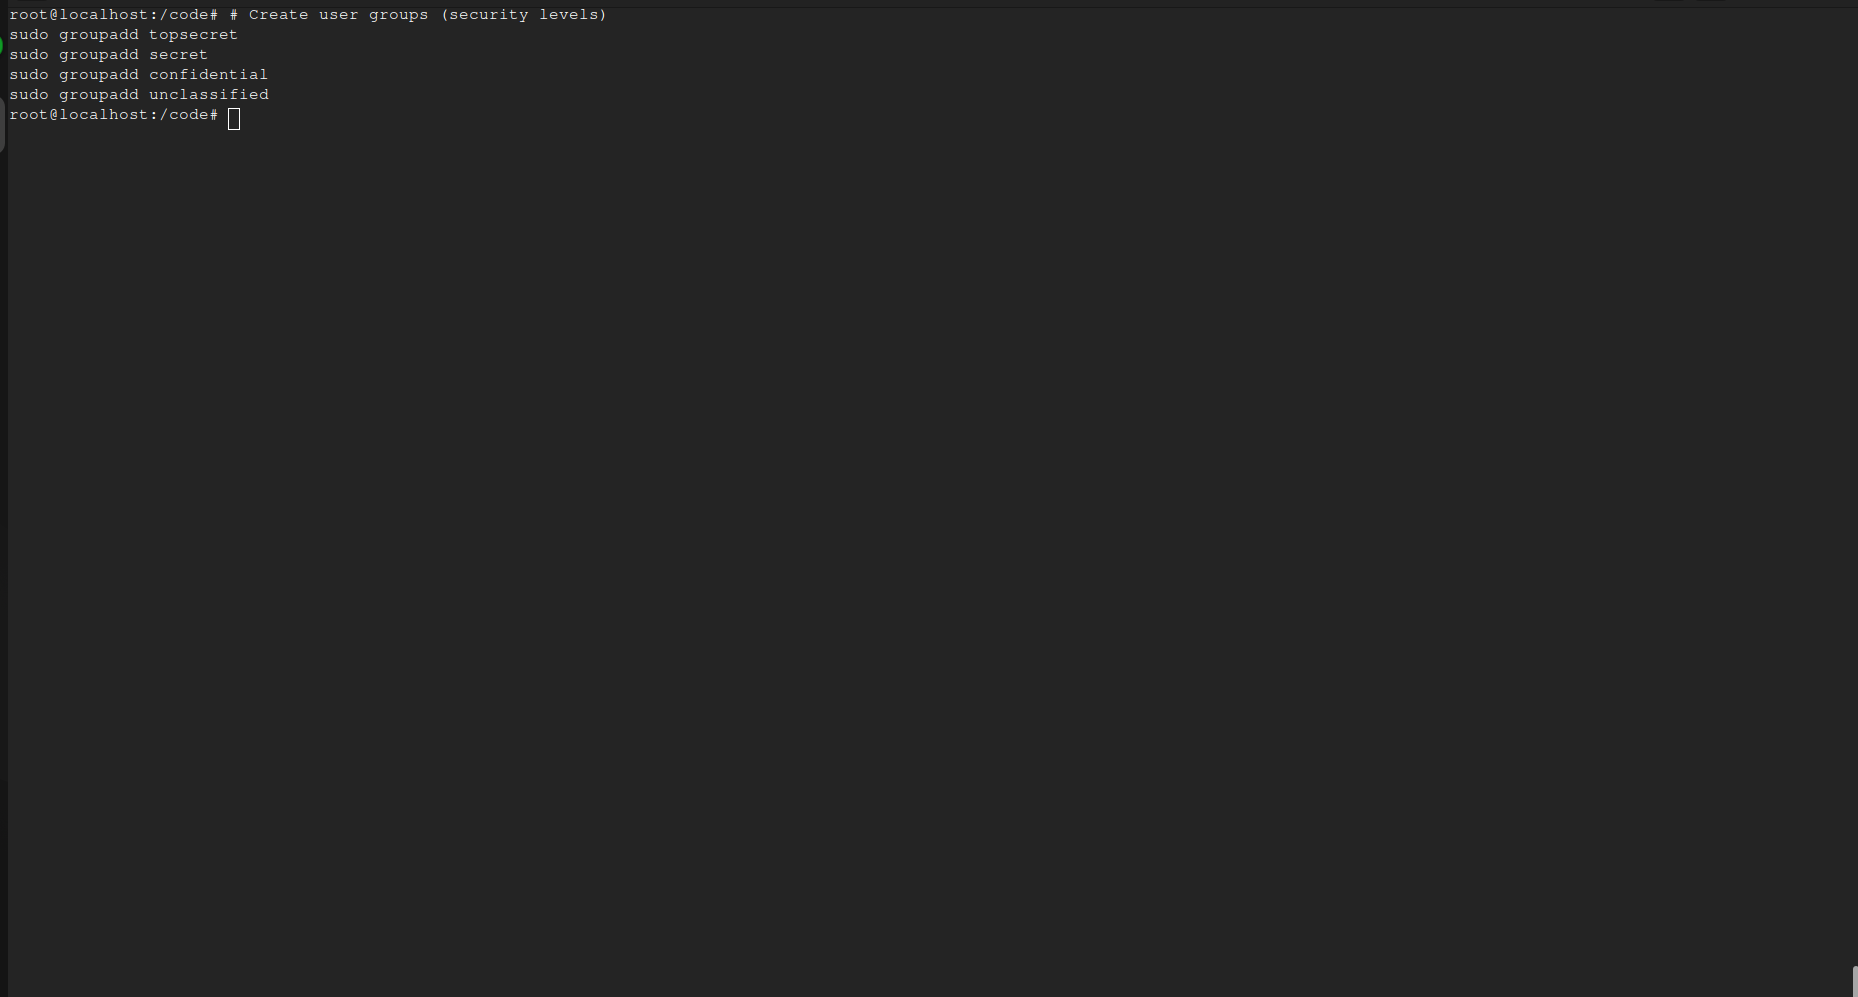 root@localhost:/code# # Create user groups (security levels)
sudo groupadd topsecret
sudo groupadd secret
sudo groupadd confidential
sudo groupadd unclassified
root@localhost:/code#